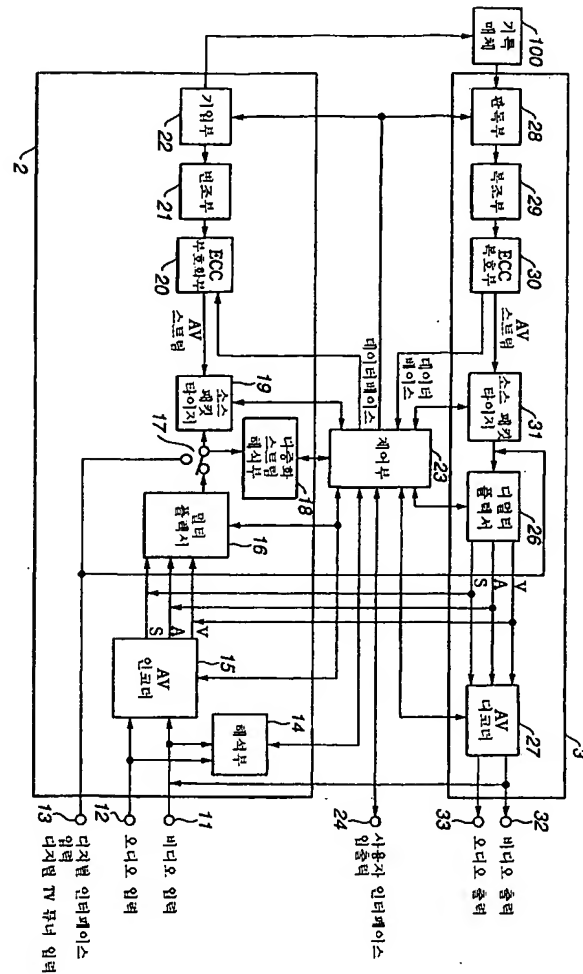 100
기록
매체
3
28
판독부
29
복조부
30
ECC
복호부
AV
스트림
31
소스
패킷
타이저
26
디멀티
플렉서
V
A
S
27
AV
디코더
32
비디오 출력
33
오디오 출력
데이터
베이스
데이터베이스
제어부
23
24
사용자 인터페이스
입출력
2
22
기입부
21
변조부
20
ECC
부호화부
AV
스트림
19
소스
패킷
타이저
17
18
다중화
스트림
해석부
16
멀티
플렉서
V
A
S
15
AV
인코더
14
해석부
11
비디오 입력
12
오디오 입력
13
디지털 인터페이스
입력
디지털 TV 튜너 입력